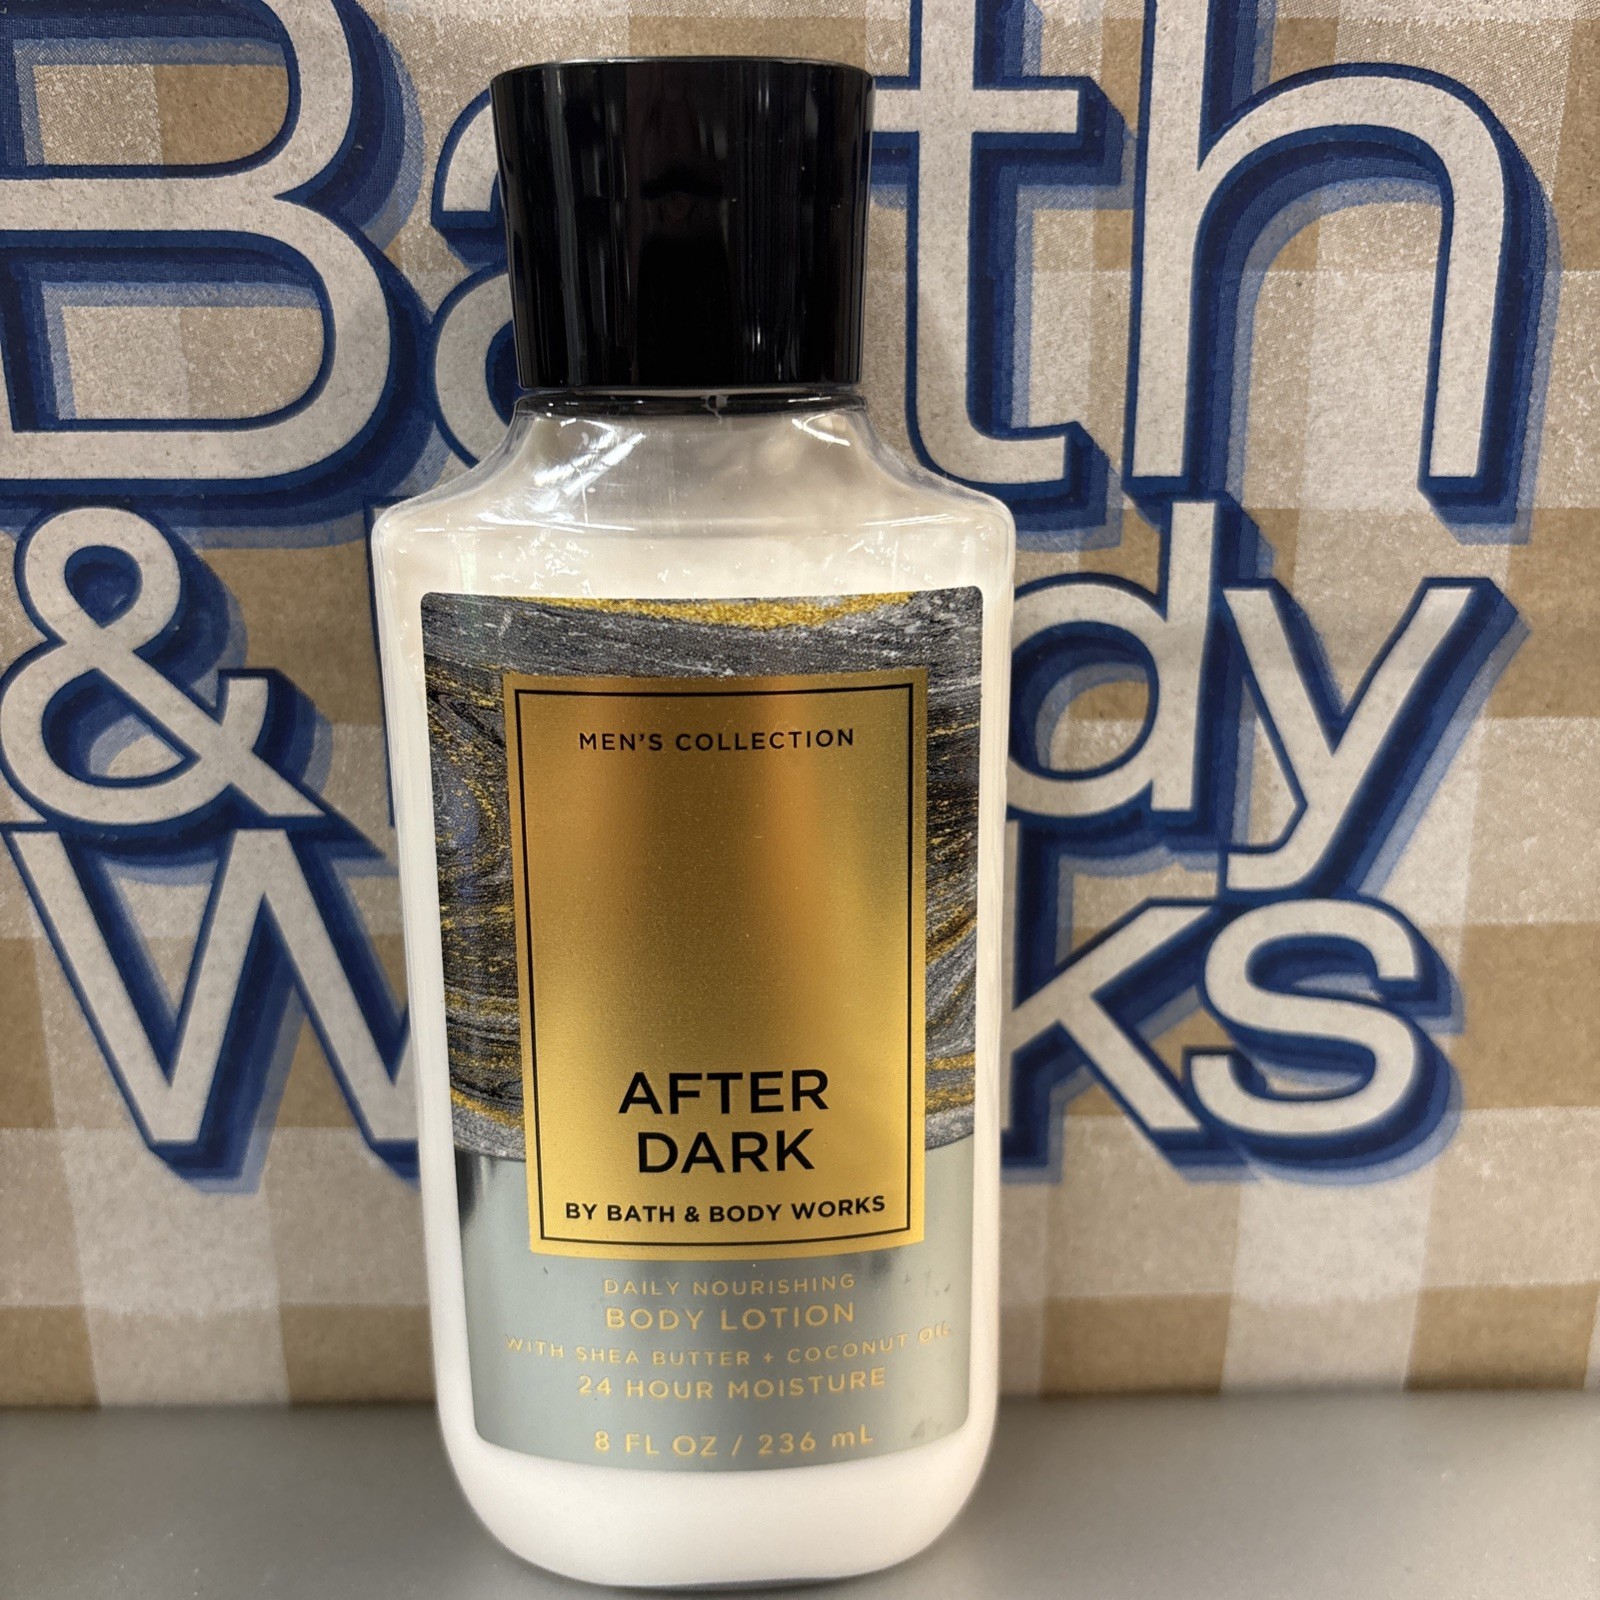 Bath
& Body
Works
MEN'S COLLECTION
AFTER
DARK
BY BATH & BODY WORKS
DAILY NOURISHING
BODY LOTION
WITH SHEA BUTTER + COCONUT OIL
24 HOUR MOISTURE
8 FL OZ / 236 mL